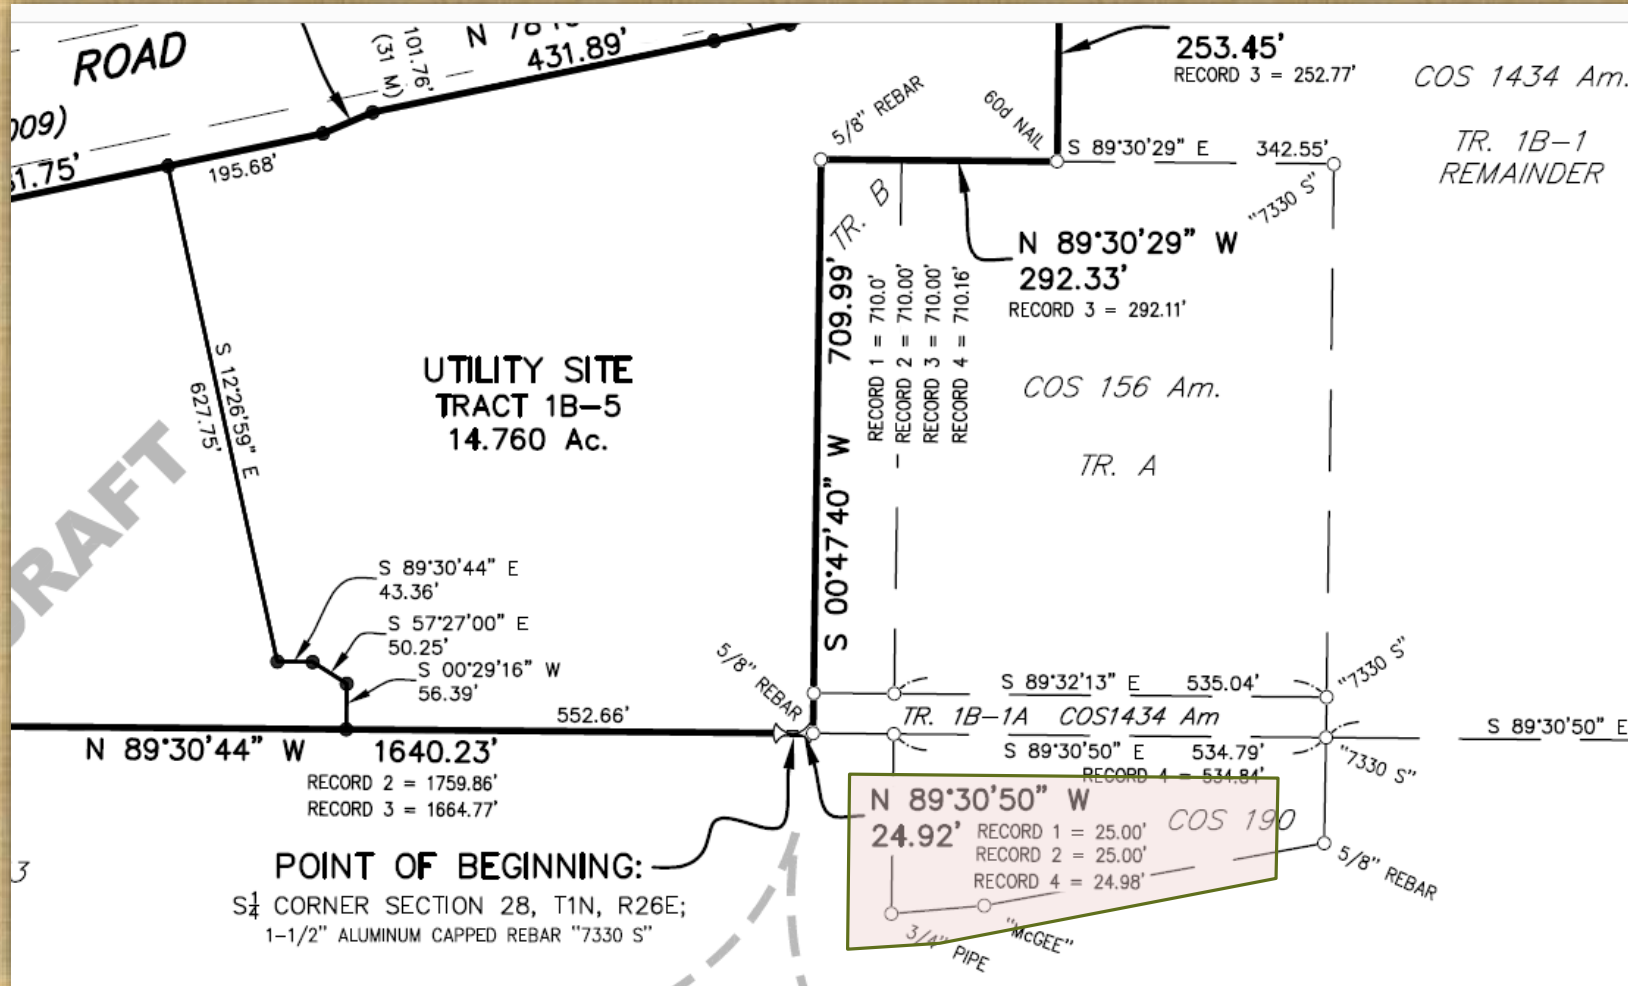 ROAD
009)
51.75'
195.68'
101.76'
(31 M)
431.89'
5/8" REBAR
60d NAIL
253.45'
RECORD 3 = 252.77'
COS 1434 Am.
TR. 1B-1
REMAINDER
S 89°30'29" E 342.55'
"7330 S"
TR. B
N 89°30'29" W
292.33'
RECORD 3 = 292.11'
S 00°47'40" W 709.99'
RECORD 1 = 710.0'
RECORD 2 = 710.00'
RECORD 3 = 710.00'
RECORD 4 = 710.16'
COS 156 Am.
TR. A
S 12°26'59" E
627.75'
UTILITY SITE
TRACT 1B-5
14.760 Ac.
DRAFT
S 89°30'44" E
43.36'
S 57°27'00" E
50.25'
S 00°29'16" W
56.39'
5/8" REBAR
S 89°32'13" E 535.04'
"7330 S"
TR. 1B-1A COS1434 Am
552.66'
S 89°30'50" E 534.79'
RECORD 4 = 534.84'
"7330 S"
S 89°30'50" E
N 89°30'44" W 1640.23'
RECORD 2 = 1759.86'
RECORD 3 = 1664.77'
N 89°30'50" W
24.92'
RECORD 1 = 25.00'
RECORD 2 = 25.00'
RECORD 4 = 24.98'
COS 190
5/8" REBAR
3
POINT OF BEGINNING:
S¼ CORNER SECTION 28, T1N, R26E;
1-1/2" ALUMINUM CAPPED REBAR "7330 S"
3/4" PIPE
"McGEE"